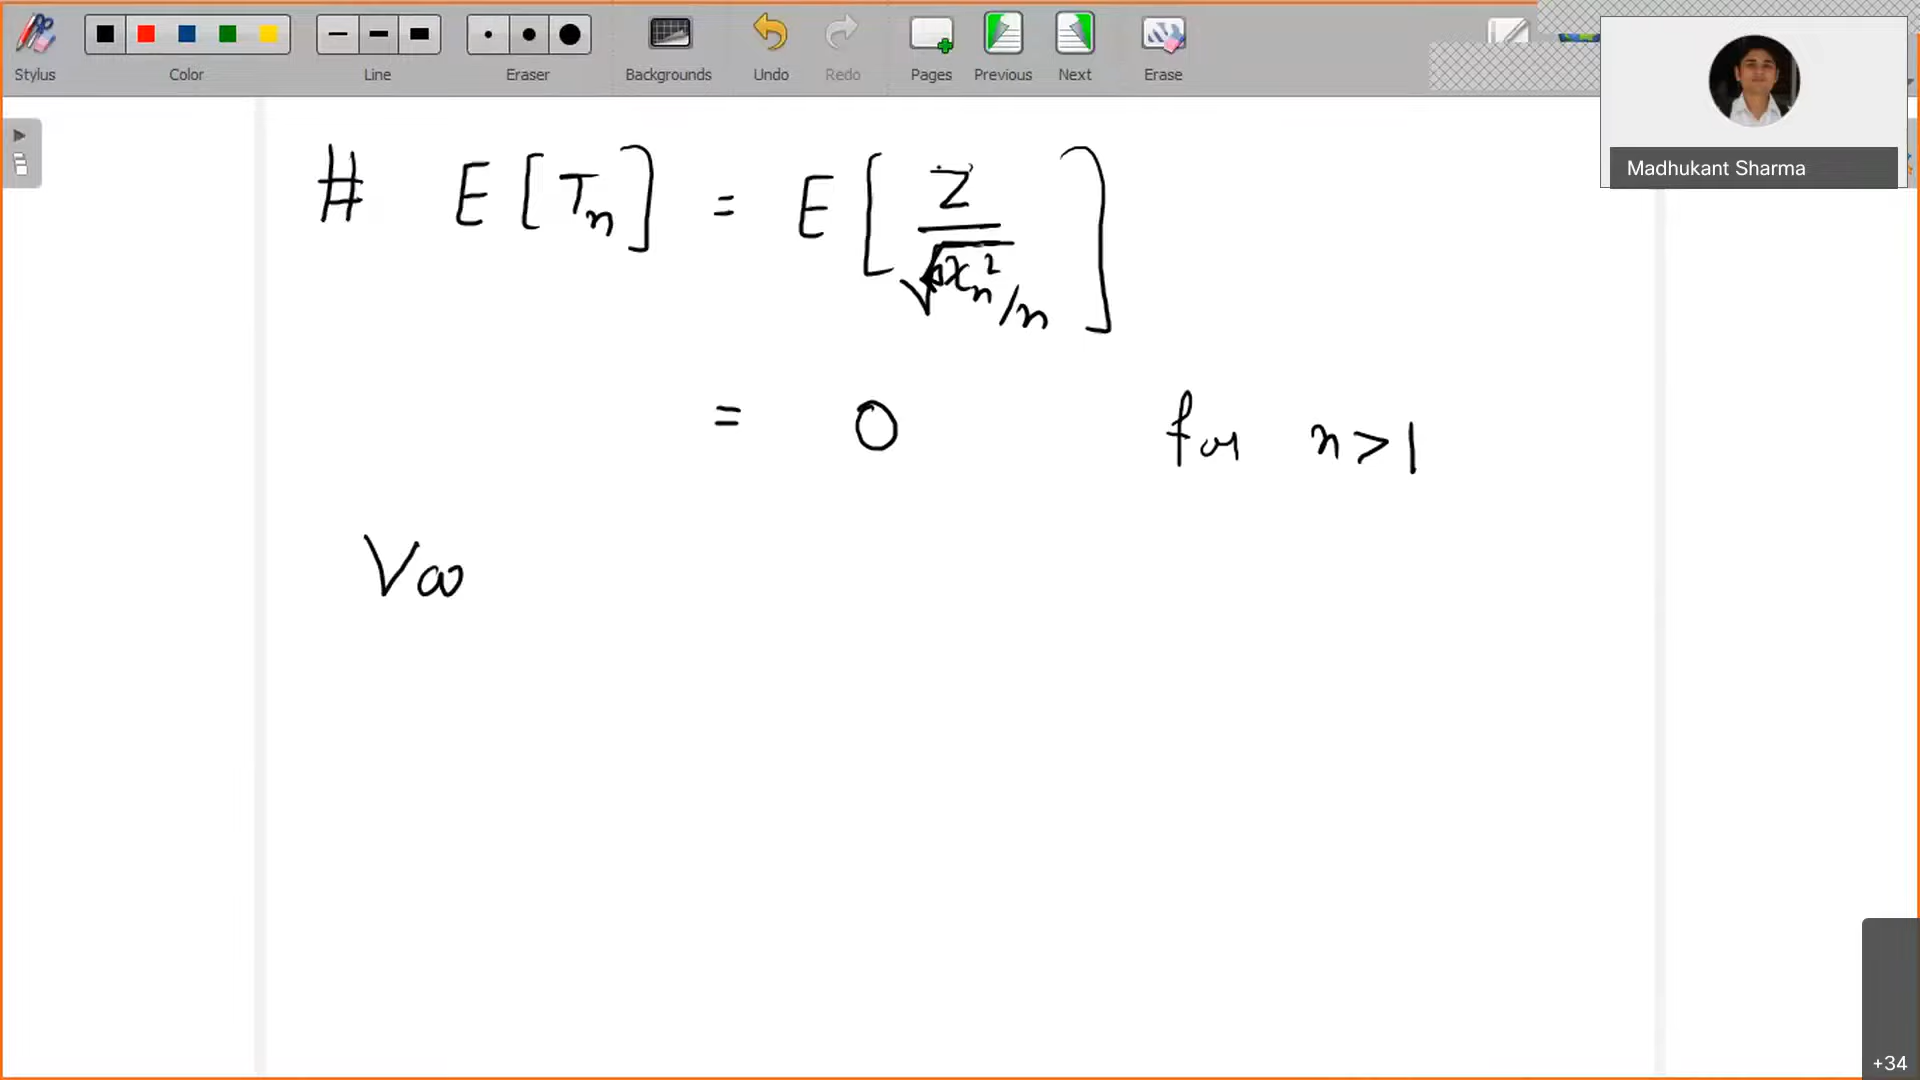 Stylus Color Line Eraser Backgrounds Undo Redo Pages Previous Next Erase
Madhukant Sharma
# E[Tn] = E[Z/√χn²/n]
= 0 for n>1
Var
+34